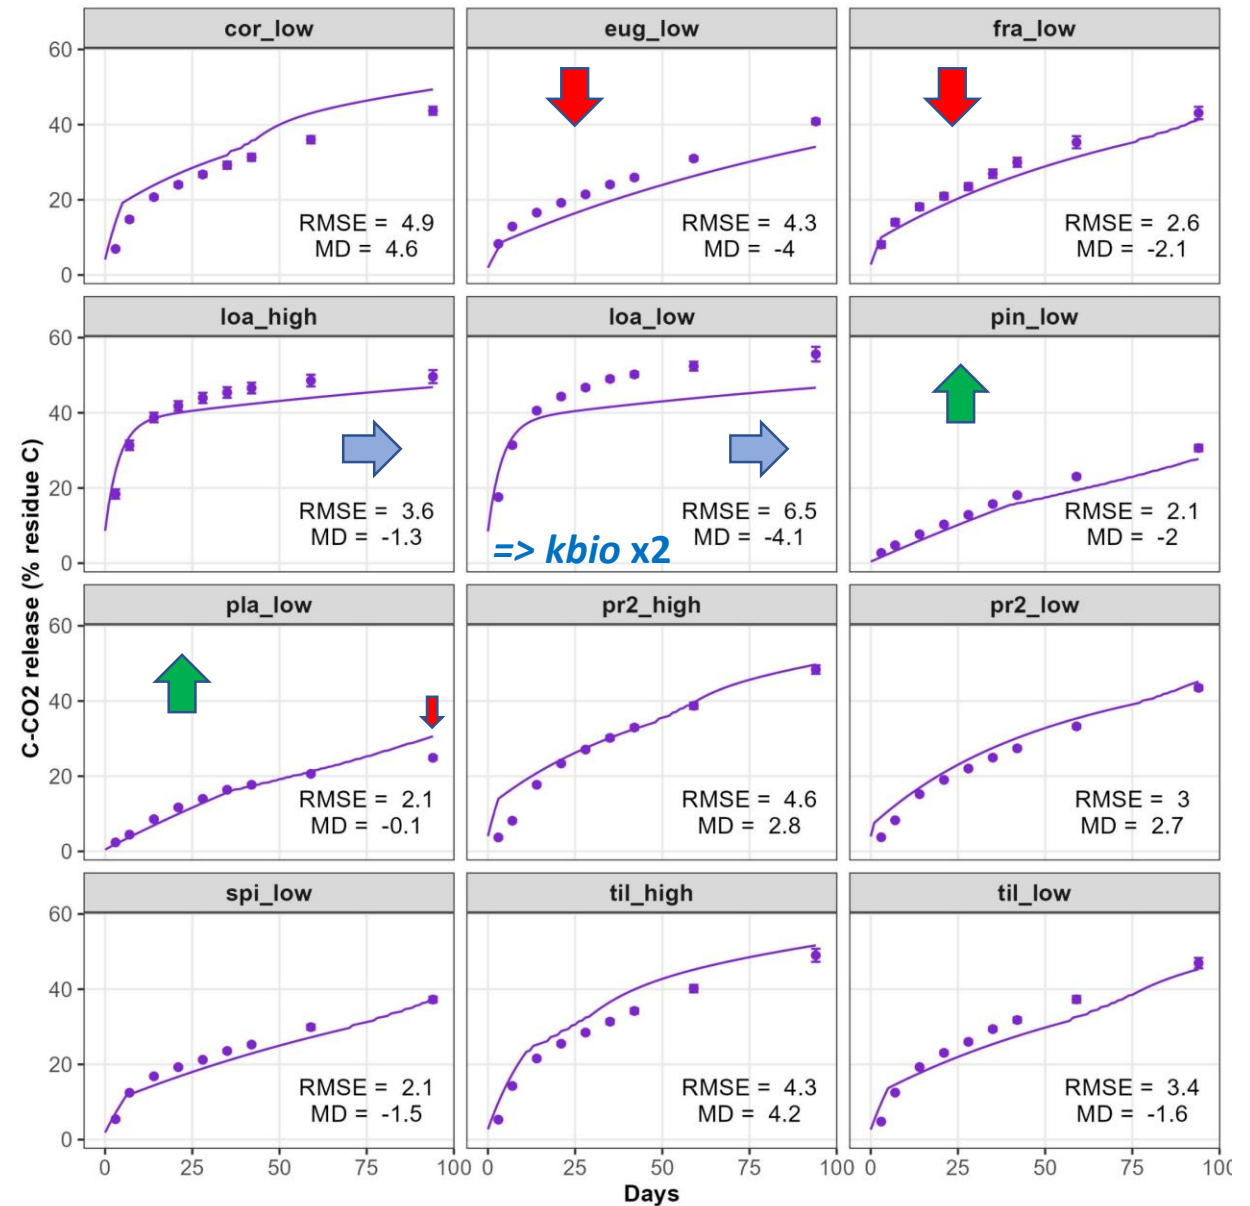 cor_low
eug_low
fra_low
60
40
20
0
RMSE = 4.9
MD = 4.6
RMSE = 4.3
MD = -4
RMSE = 2.6
MD = -2.1
loa_high
loa_low
pin_low
60
40
20
0
RMSE = 3.6
MD = -1.3
RMSE = 6.5
MD = -4.1
=> kbio x2
RMSE = 2.1
MD = -2
C-CO2 release (% residue C)
pla_low
pr2_high
pr2_low
60
40
20
0
RMSE = 2.1
MD = -0.1
RMSE = 4.6
MD = 2.8
RMSE = 3
MD = 2.7
spi_low
til_high
til_low
60
40
20
0
RMSE = 2.1
MD = -1.5
RMSE = 4.3
MD = 4.2
RMSE = 3.4
MD = -1.6
0 25 50 75 100
0 25 50 75 100
0 25 50 75 100
Days